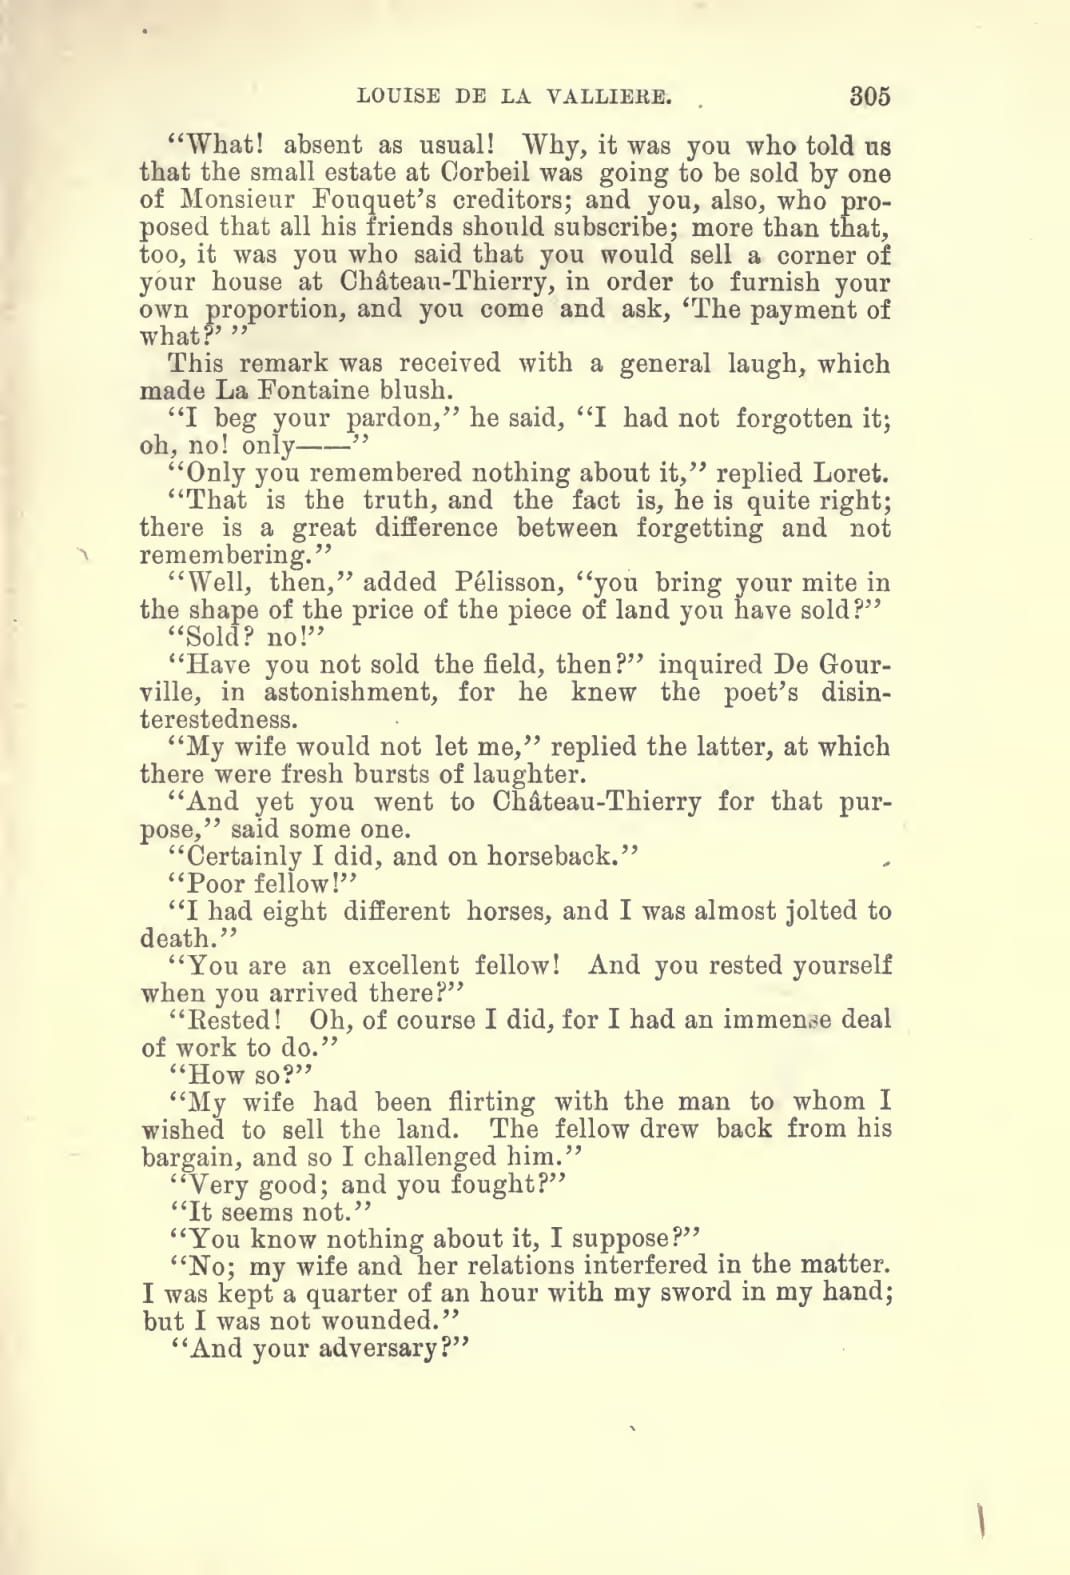 LOUISE DE LA VALLIERE. 305
“What! absent as usual! Why, it was you who told us
that the small estate at Corbeil was going to be sold by one
of Monsieur Fouquet’s creditors; and you, also, who pro-
posed that all his friends should subscribe; more than that,
too, it was you who said that you would sell a corner of
your house at Château-Thierry, in order to furnish your
own proportion, and you come and ask, ‘The payment of
what?’ ”
This remark was received with a general laugh, which
made La Fontaine blush.
“I beg your pardon,” he said, “I had not forgotten it;
oh, no! only——”
“Only you remembered nothing about it,” replied Loret.
“That is the truth, and the fact is, he is quite right;
there is a great difference between forgetting and not
remembering.”
“Well, then,” added Pélisson, “you bring your mite in
the shape of the price of the piece of land you have sold?”
“Sold? no!”
“Have you not sold the field, then?” inquired De Gour-
ville, in astonishment, for he knew the poet’s disin-
terestedness.
“My wife would not let me,” replied the latter, at which
there were fresh bursts of laughter.
“And yet you went to Château-Thierry for that pur-
pose,” said some one.
“Certainly I did, and on horseback.”
“Poor fellow!”
“I had eight different horses, and I was almost jolted to
death.”
“You are an excellent fellow! And you rested yourself
when you arrived there?”
“Rested! Oh, of course I did, for I had an immense deal
of work to do.”
“How so?”
“My wife had been flirting with the man to whom I
wished to sell the land. The fellow drew back from his
bargain, and so I challenged him.”
“Very good; and you fought?”
“It seems not.”
“You know nothing about it, I suppose?”
“No; my wife and her relations interfered in the matter.
I was kept a quarter of an hour with my sword in my hand;
but I was not wounded.”
“And your adversary?”